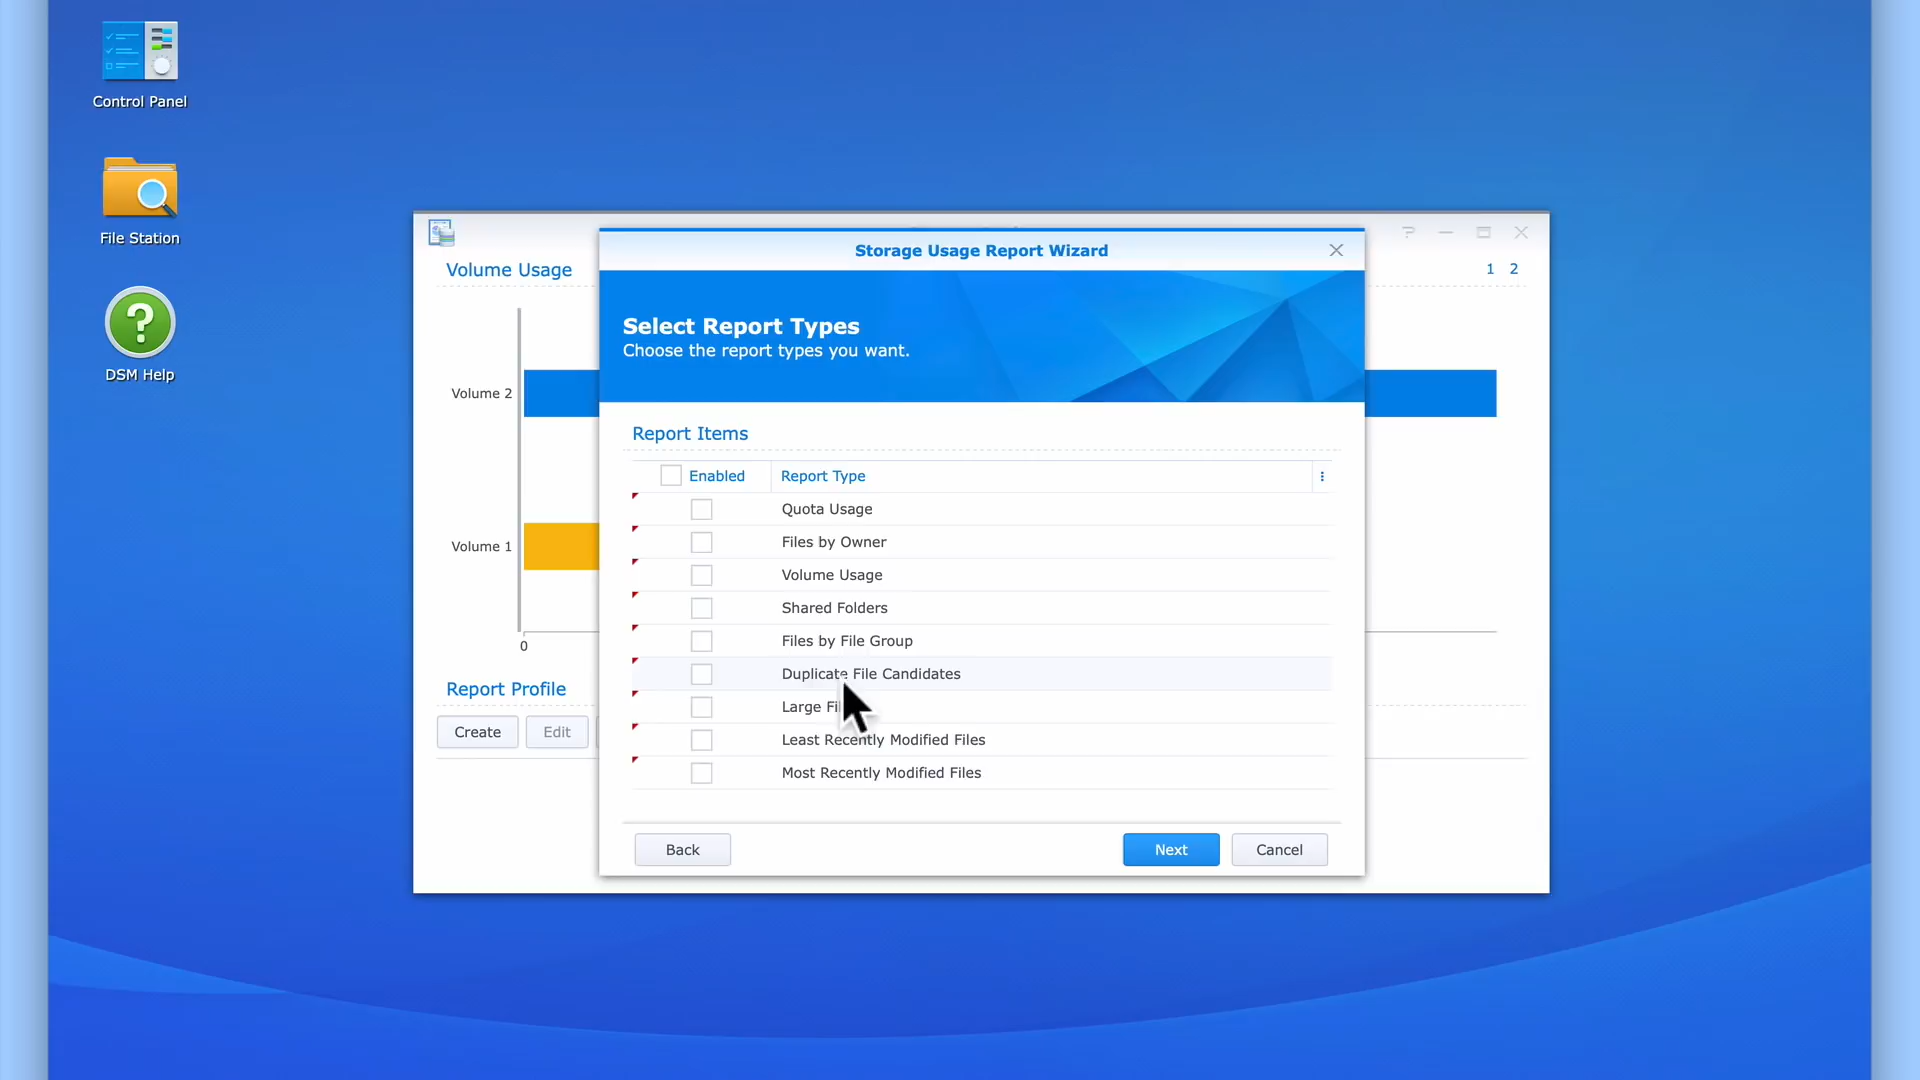 Control Panel
File Station
DSM Help
Storage Usage Report Wizard
Volume Usage
1 2
Select Report Types
Choose the report types you want.
Volume 2
Report Items
Enabled
Report Type
Quota Usage
Files by Owner
Volume 1
Volume Usage
Shared Folders
Files by File Group
0
Duplicate File Candidates
Report Profile
Large
Create
Edit
Least Recently Modified Files
Most Recently Modified Files
Back
Next
Cancel